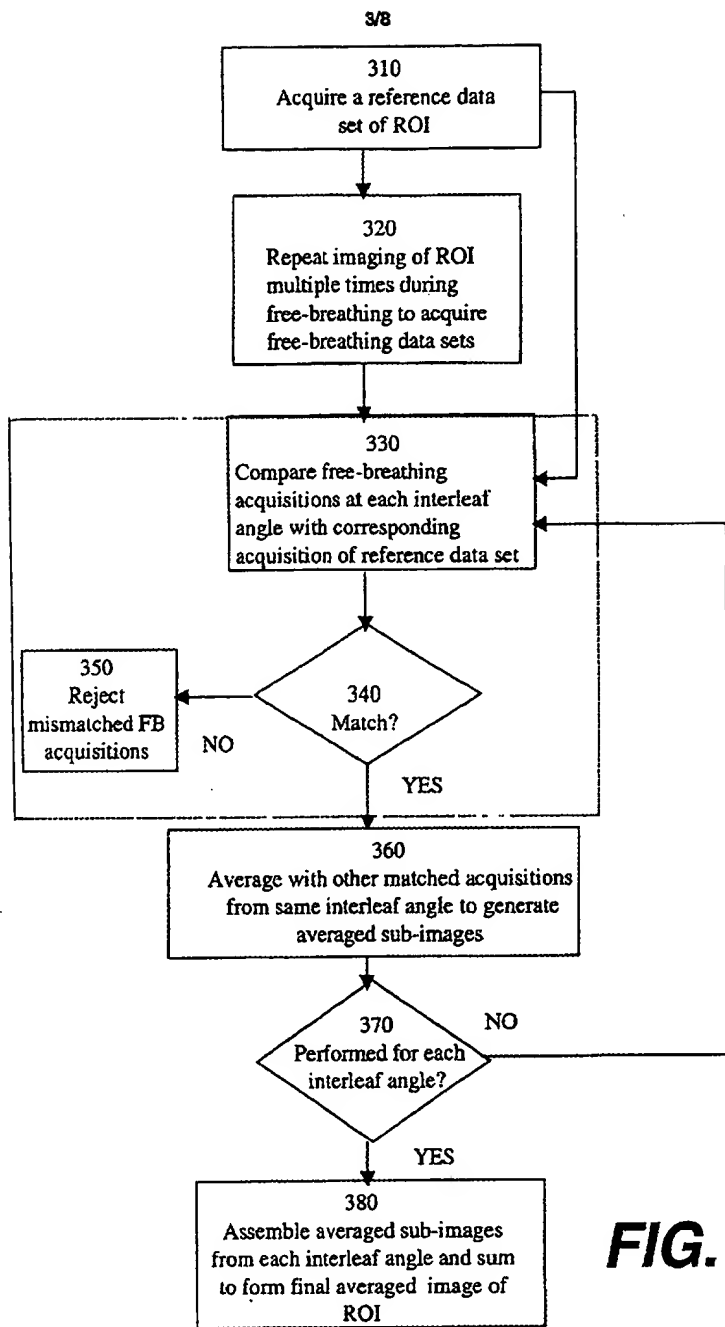 3/8
310
Acquire a reference data
set of ROI
320
Repeat imaging of ROI
multiple times during
free-breathing to acquire
free-breathing data sets
330
Compare free-breathing
acquisitions at each interleaf
angle with corresponding
acquisition of reference data set
340
Match?
350
Reject
mismatched FB
acquisitions
NO
YES
360
Average with other matched acquisitions
from same interleaf angle to generate
averaged sub-images
370
Performed for each
interleaf angle?
NO
YES
380
Assemble averaged sub-images
from each interleaf angle and sum
to form final averaged image of
ROI
FIG.